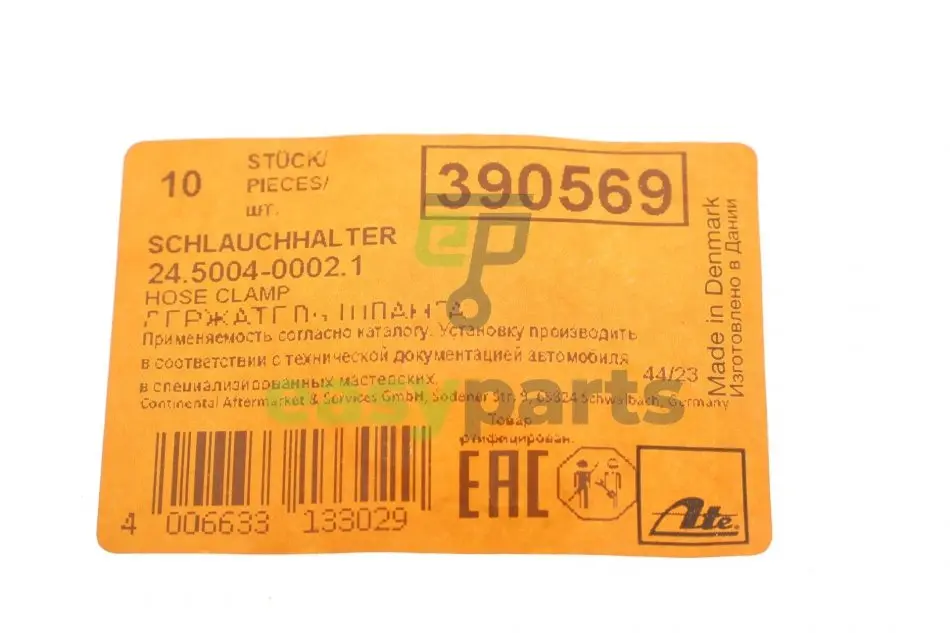 10
STÜCK/
PIECES/
шт.
390569
SCHLAUCHHALTER
24.5004-0002.1
HOSE CLAMP
ДЕРЖАТЕЛЬ ШЛАНГА
Применяемость согласно каталогу. Установку производить
в соответствии с технической документацией автомобиля
в специализированных мастерских.
44/23
Continental Aftermarket & Services GmbH, Sodener Str. 9, 65824 Schwalbach, Germany
Made in Denmark
Изготовлено в Дании
Товар
4 006633 133029
EAC
Ate
easyparts